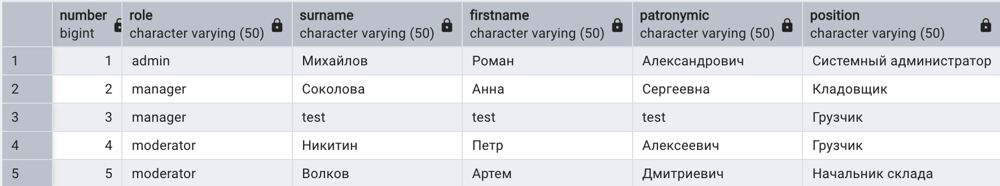 number role surname firstname patronymic position
bigint character varying (50) character varying (50) character varying (50) character varying (50) character varying (50)
1 1 admin Михайлов Роман Александрович Системный администратор
2 2 manager Соколова Анна Сергеевна Кладовщик
3 3 manager test test test Грузчик
4 4 moderator Никитин Петр Алексеевич Грузчик
5 5 moderator Волков Артем Дмитриевич Начальник склада